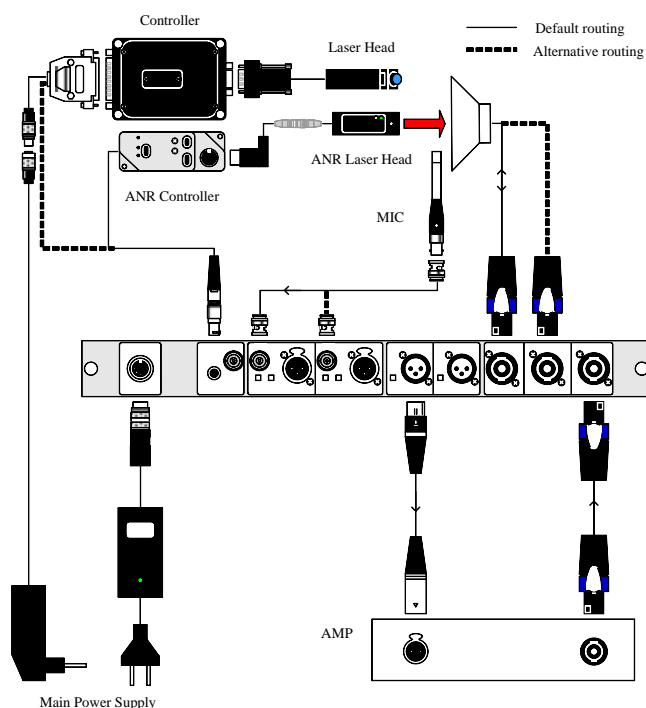 Controller
Laser Head
Default routing
Alternative routing
ANR Laser Head
ANR Controller
MIC
AMP
Main Power Supply